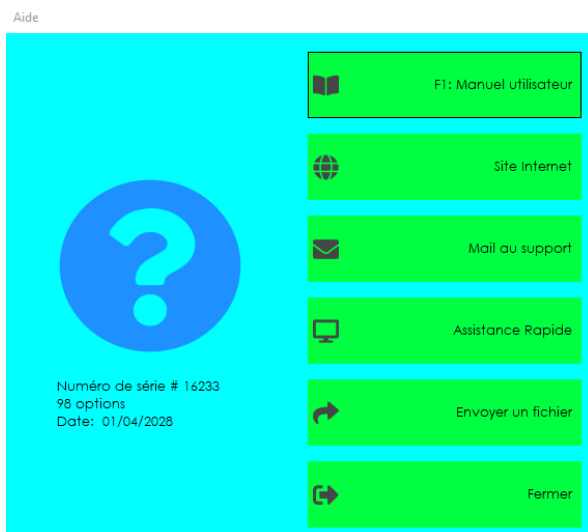 Aide
F1: Manuel utilisateur
Site Internet
Mail au support
Assistance Rapide
Envoyer un fichier
Fermer
Numéro de série # 16233
98 options
Date: 01/04/2028